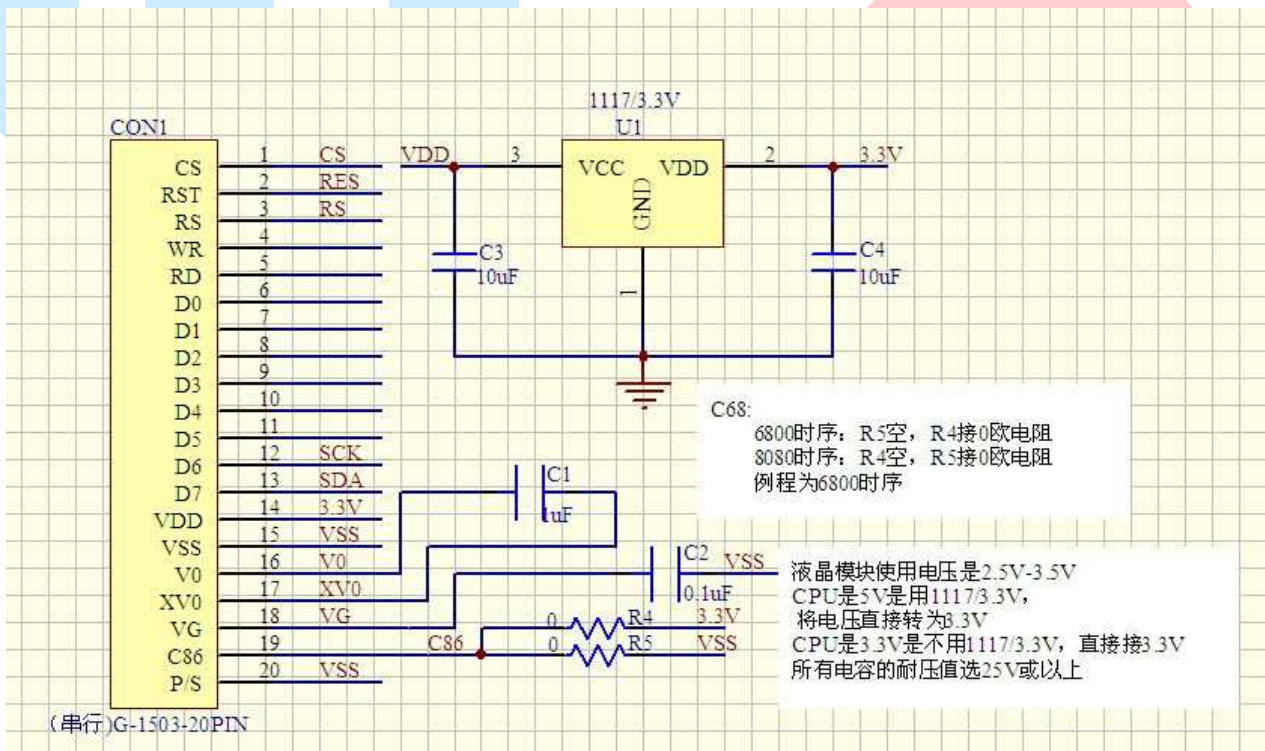 1117/3.3V
CON1
U1
CS 1 CS
RST 2 RES
RS 3 RS
WR 4
RD 5
D0 6
D1 7
D2 8
D3 9
D4 10
D5 11
D6 12 SCK
D7 13 SDA
VDD 14 3.3V
VSS 15 VSS
V0 16 V0
XV0 17 XV0
VG 18 VG
C86 19 C86
P/S 20 VSS
(串行)G-1503-20PIN
VDD 3 VCC VDD 2 3.3V
GND
1
C3
10uF
C4
10uF
C1
1uF
C2 VSS
0.1uF
0 R4 3.3V
0 R5 VSS
C68:
6800时序：R5空，R4接0欧电阻
8080时序：R4空，R5接0欧电阻
例程为6800时序
液晶模块使用电压是2.5V-3.5V
CPU是5V是用1117/3.3V，
将电压直接转为3.3V
CPU是3.3V是不用1117/3.3V，直接接3.3V
所有电容的耐压值选25V或以上